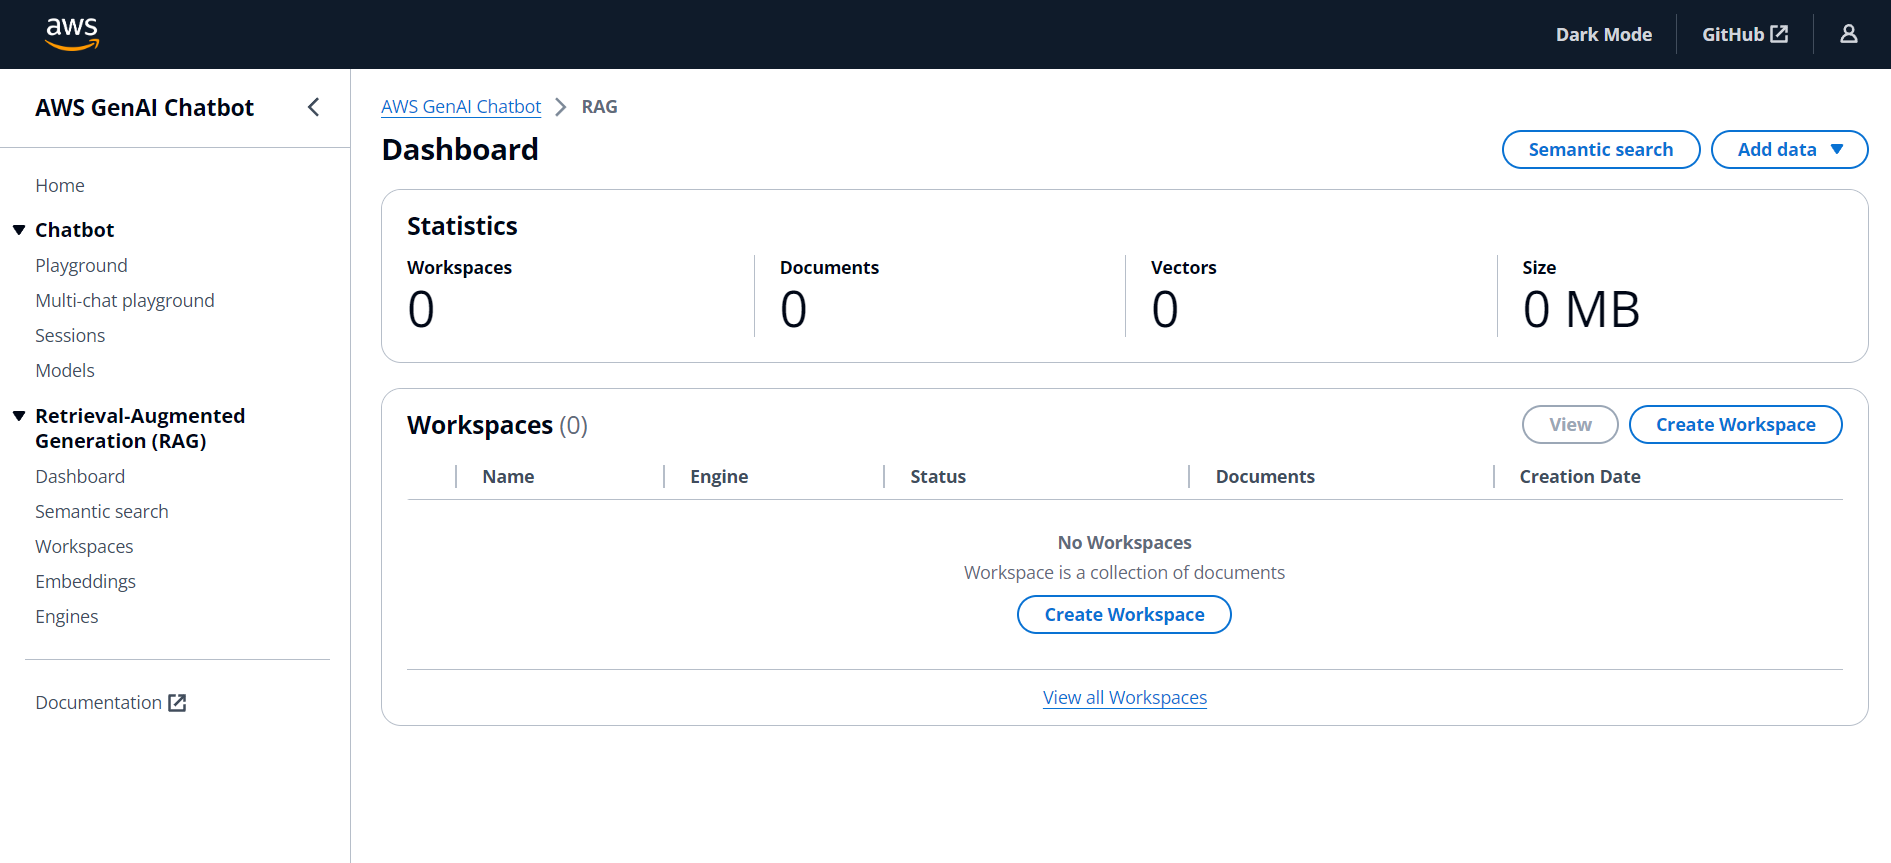 aws
Dark Mode
GitHub
AWS GenAI Chatbot
Home
Chatbot
Playground
Multi-chat playground
Sessions
Models
Retrieval-Augmented
Generation (RAG)
Dashboard
Semantic search
Workspaces
Embeddings
Engines
Documentation
AWS GenAI Chatbot > RAG
Dashboard
Semantic search
Add data
Statistics
Workspaces
0
Documents
0
Vectors
0
Size
0 MB
Workspaces (0)
View
Create Workspace
Name Engine Status Documents Creation Date
No Workspaces
Workspace is a collection of documents
Create Workspace
View all Workspaces